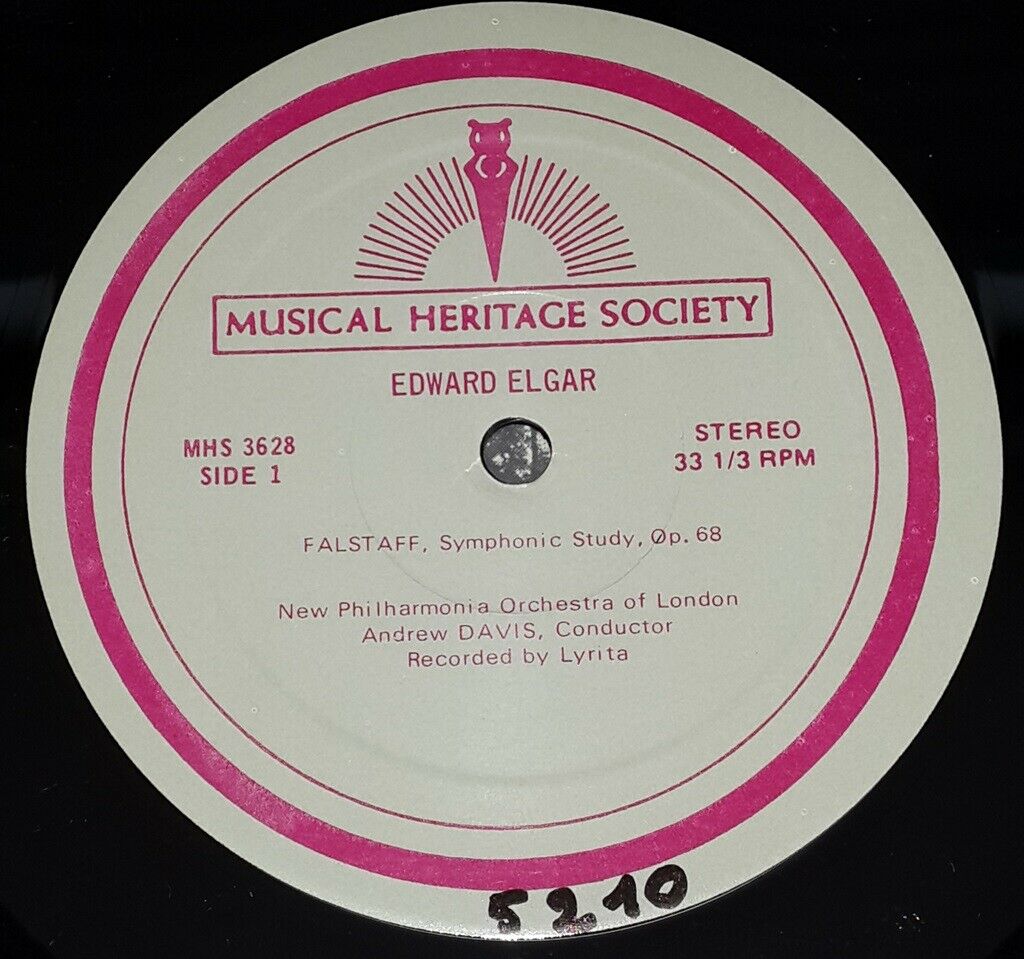 MUSICAL HERITAGE SOCIETY
EDWARD ELGAR
MHS 3628
SIDE 1
STEREO
33 1/3 RPM
FALSTAFF, Symphonic Study, Op. 68
New Philharmonia Orchestra of London
Andrew DAVIS, Conductor
Recorded by Lyrita
5210